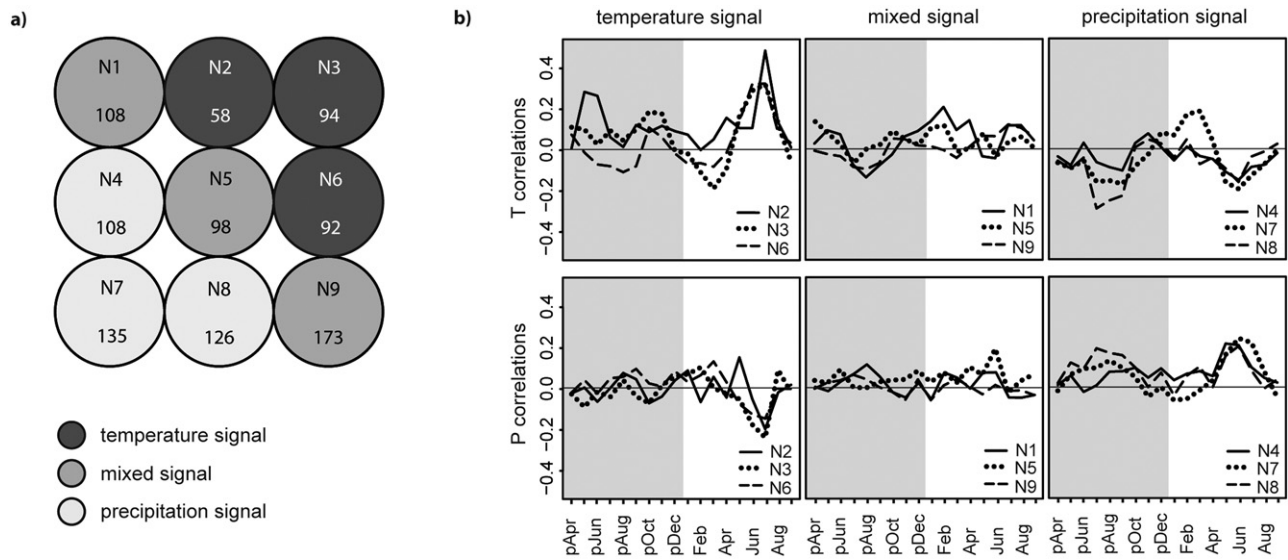 a)
N1
108
N2
58
N3
94
N4
108
N5
98
N6
92
N7
135
N8
126
N9
173
temperature signal
mixed signal
precipitation signal
b)
temperature signal
mixed signal
precipitation signal
T correlations
0.4
0.2
0.0
−0.2
−0.4
N2
N3
N6
N1
N5
N9
N4
N7
N8
P correlations
0.4
0.2
0.0
−0.2
−0.4
N2
N3
N6
N1
N5
N9
N4
N7
N8
pApr
pJun
pAug
pOct
pDec
Feb
Apr
Jun
Aug
pApr
pJun
pAug
pOct
pDec
Feb
Apr
Jun
Aug
pApr
pJun
pAug
pOct
pDec
Feb
Apr
Jun
Aug